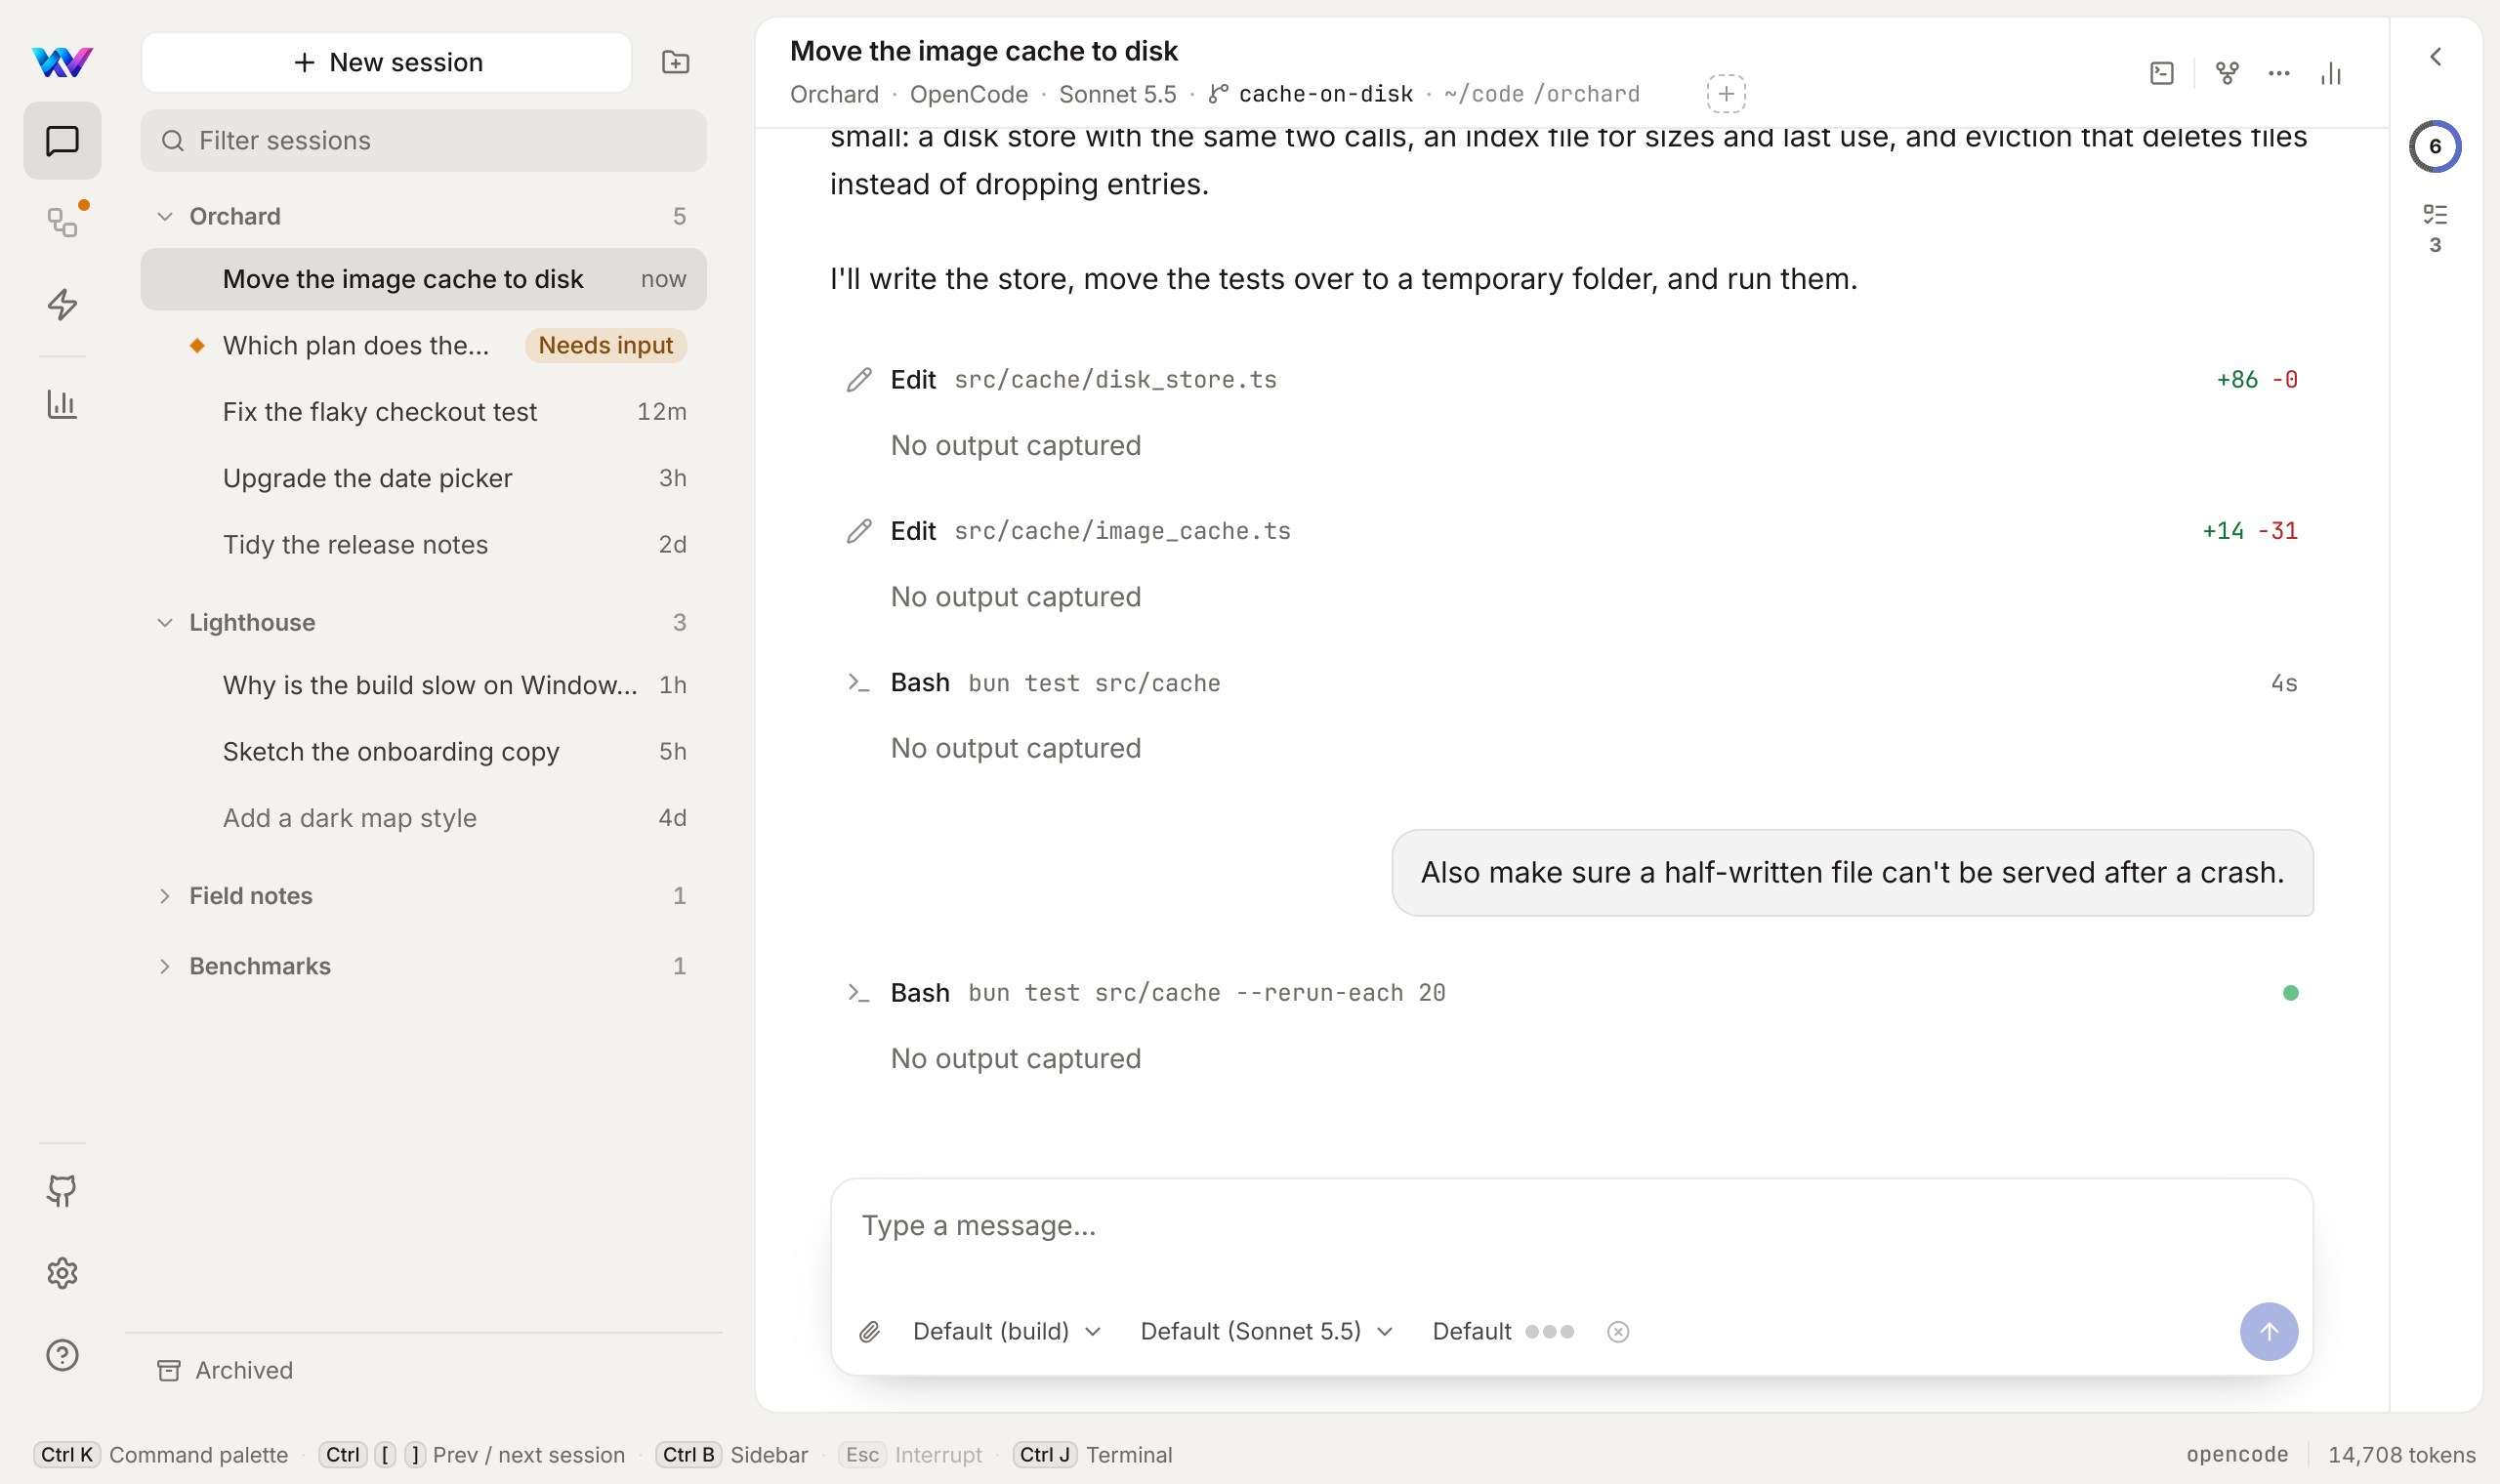 New session
Filter sessions
Orchard 5
Move the image cache to disk now
Which plan does the... Needs input
Fix the flaky checkout test 12m
Upgrade the date picker 3h
Tidy the release notes 2d
Lighthouse 3
Why is the build slow on Window... 1h
Sketch the onboarding copy 5h
Add a dark map style 4d
Field notes 1
Benchmarks 1
Archived
Move the image cache to disk
Orchard · OpenCode · Sonnet 5.5 · cache-on-disk · ~/code /orchard
small: a disk store with the same two calls, an index file for sizes and last use, and eviction that deletes files
instead of dropping entries.
I'll write the store, move the tests over to a temporary folder, and run them.
Edit src/cache/disk_store.ts +86 -0
No output captured
Edit src/cache/image_cache.ts +14 -31
No output captured
Bash bun test src/cache 4s
No output captured
Also make sure a half-written file can't be served after a crash.
Bash bun test src/cache --rerun-each 20
No output captured
Type a message...
Default (build) Default (Sonnet 5.5) Default
6
3
Ctrl K Command palette · Ctrl [ ] Prev / next session · Ctrl B Sidebar · Esc Interrupt · Ctrl J Terminal
opencode 14,708 tokens